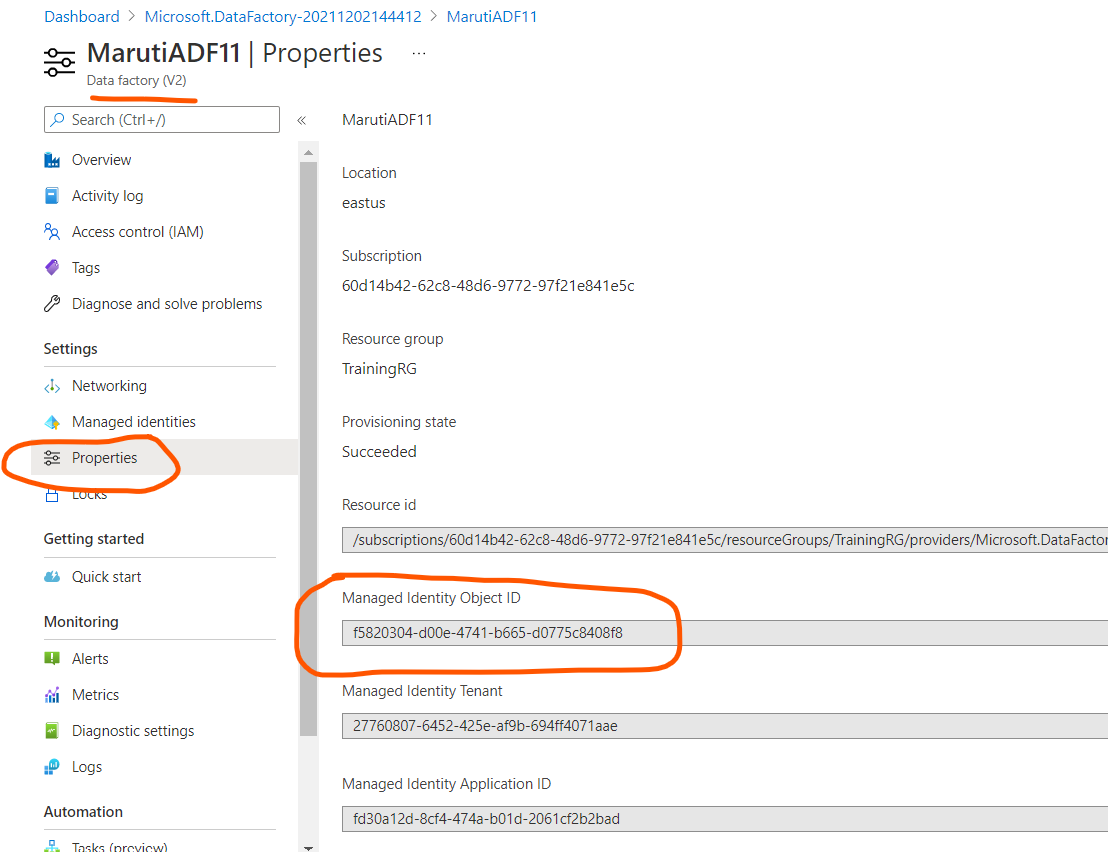 Dashboard > Microsoft.DataFactory-20211202144412 > MarutiADF11
MarutiADF11 | Properties ...
Data factory (V2)
Search (Ctrl+/)
«
Overview
Activity log
Access control (IAM)
Tags
Diagnose and solve problems
Settings
Networking
Managed identities
Properties
Locks
Getting started
Quick start
Monitoring
Alerts
Metrics
Diagnostic settings
Logs
Automation
Tasks (preview)
MarutiADF11
Location
eastus
Subscription
60d14b42-62c8-48d6-9772-97f21e841e5c
Resource group
TrainingRG
Provisioning state
Succeeded
Resource id
/subscriptions/60d14b42-62c8-48d6-9772-97f21e841e5c/resourceGroups/TrainingRG/providers/Microsoft.DataFactor
Managed Identity Object ID
f5820304-d00e-4741-b665-d0775c8408f8
Managed Identity Tenant
27760807-6452-425e-af9b-694ff4071aae
Managed Identity Application ID
fd30a12d-8cf4-474a-b01d-2061cf2b2bad